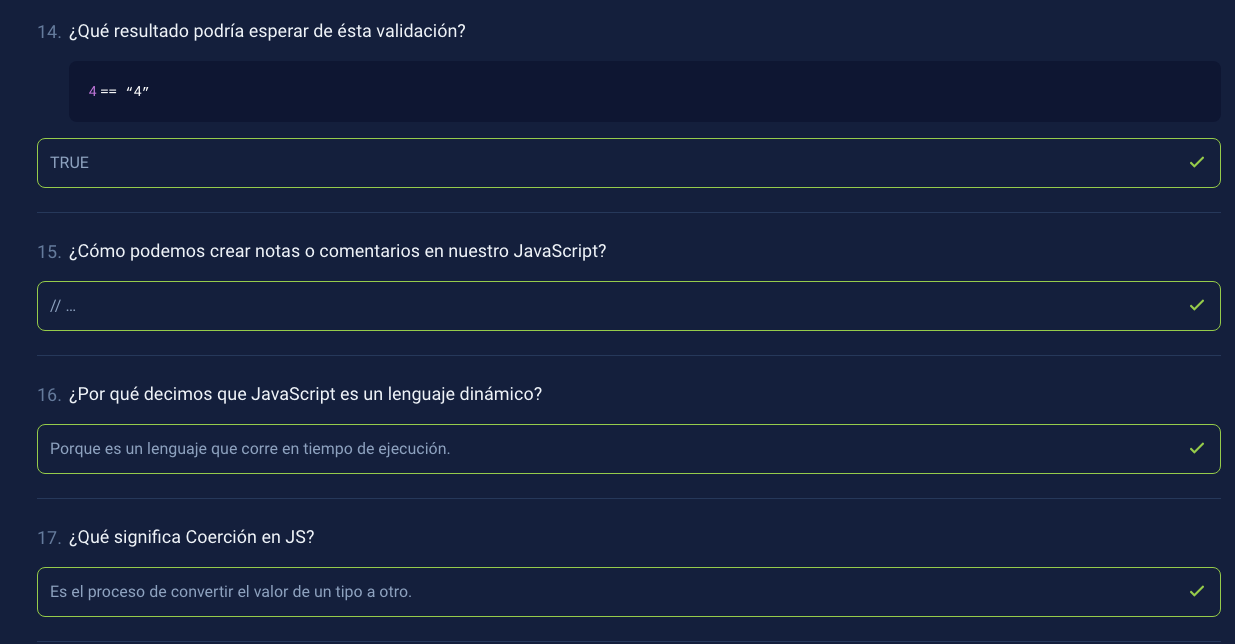 14. ¿Qué resultado podría esperar de ésta validación?
4 == “4”
TRUE
15. ¿Cómo podemos crear notas o comentarios en nuestro JavaScript?
// ...
16. ¿Por qué decimos que JavaScript es un lenguaje dinámico?
Porque es un lenguaje que corre en tiempo de ejecución.
17. ¿Qué significa Coerción en JS?
Es el proceso de convertir el valor de un tipo a otro.